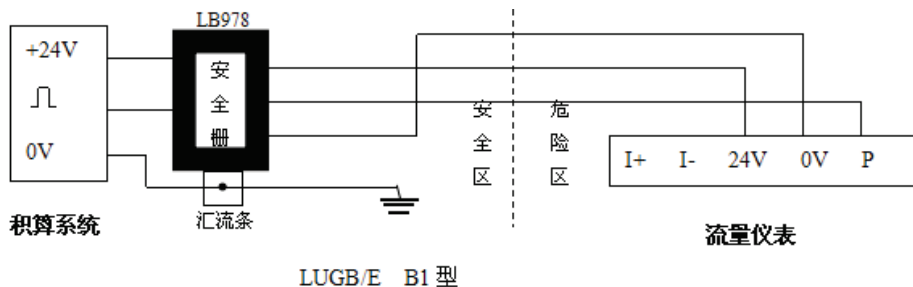 LB978
+24V
0V
积算系统
安全栅
汇流条
安全区
危险区
I+ I- 24V 0V P
流量仪表
LUGB/E B1 型